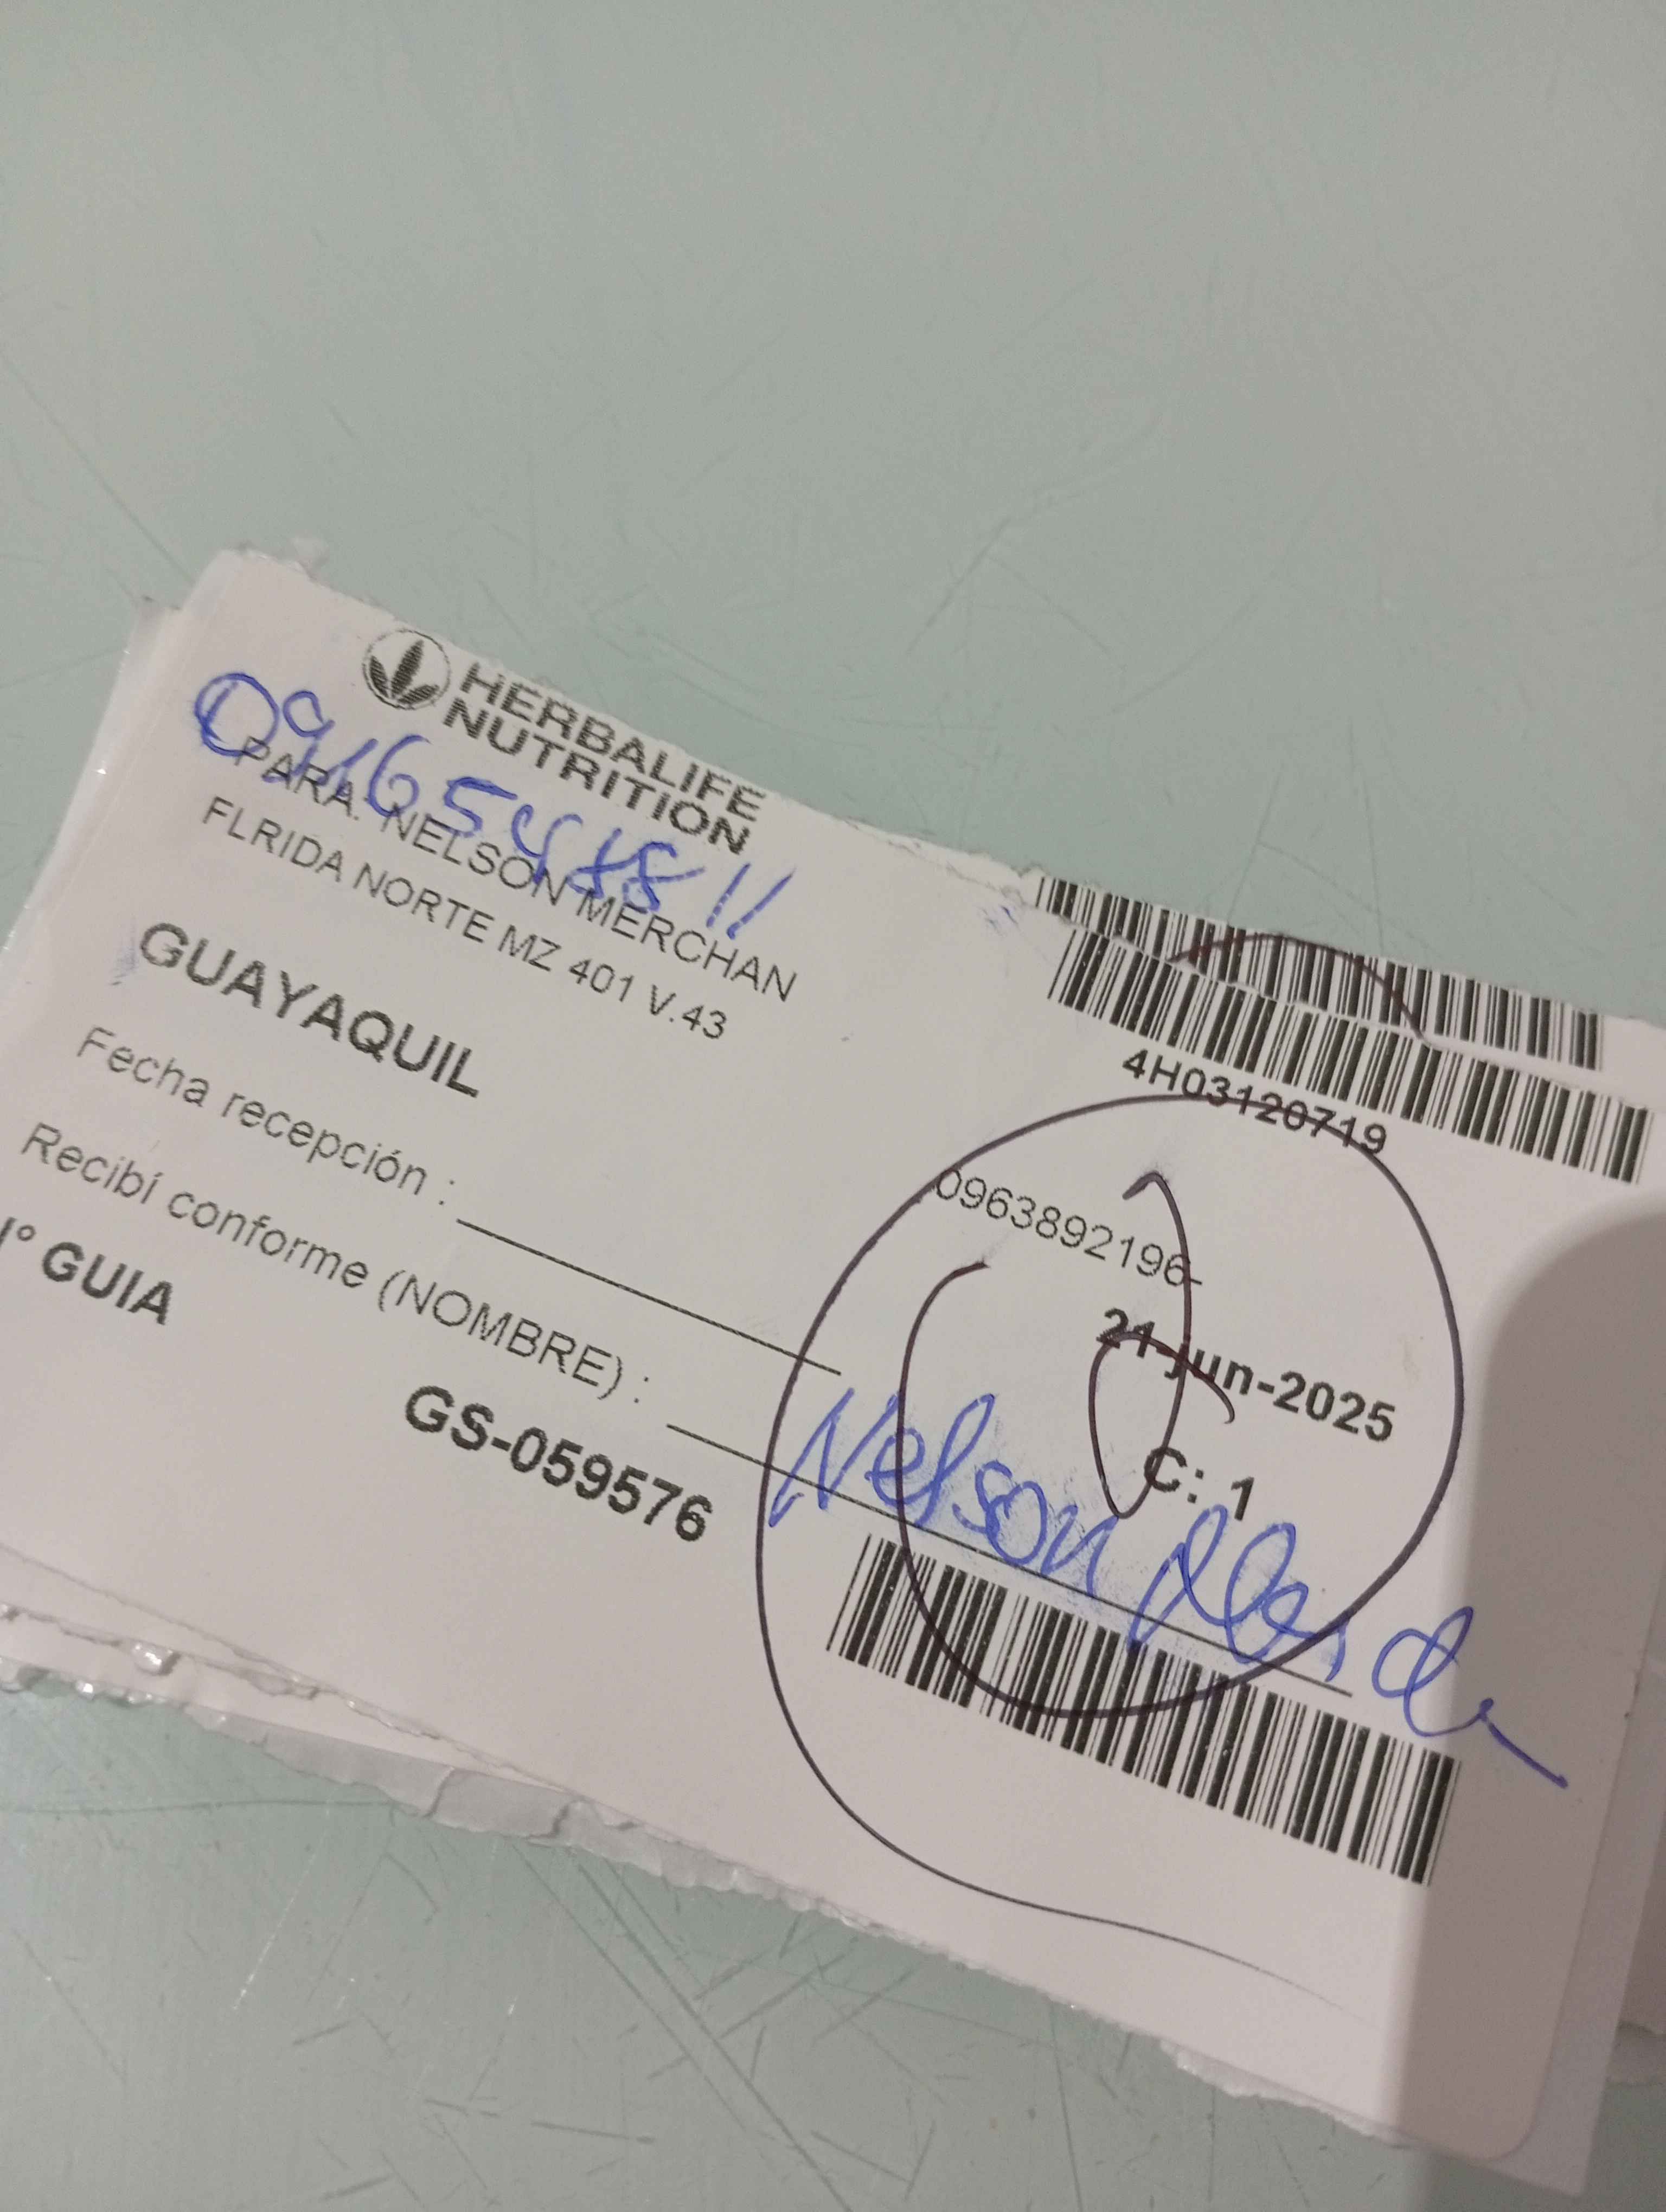 HERBALIFE
NUTRITION
PARA: NELSON MERCHAN
FLRIDA NORTE MZ 401 V.43
GUAYAQUIL
4H03120719
0963892196-
Fecha recepción :
21-jun-2025
Recibí conforme (NOMBRE) :
C: 1
Nelson
° GUIA
GS-059576